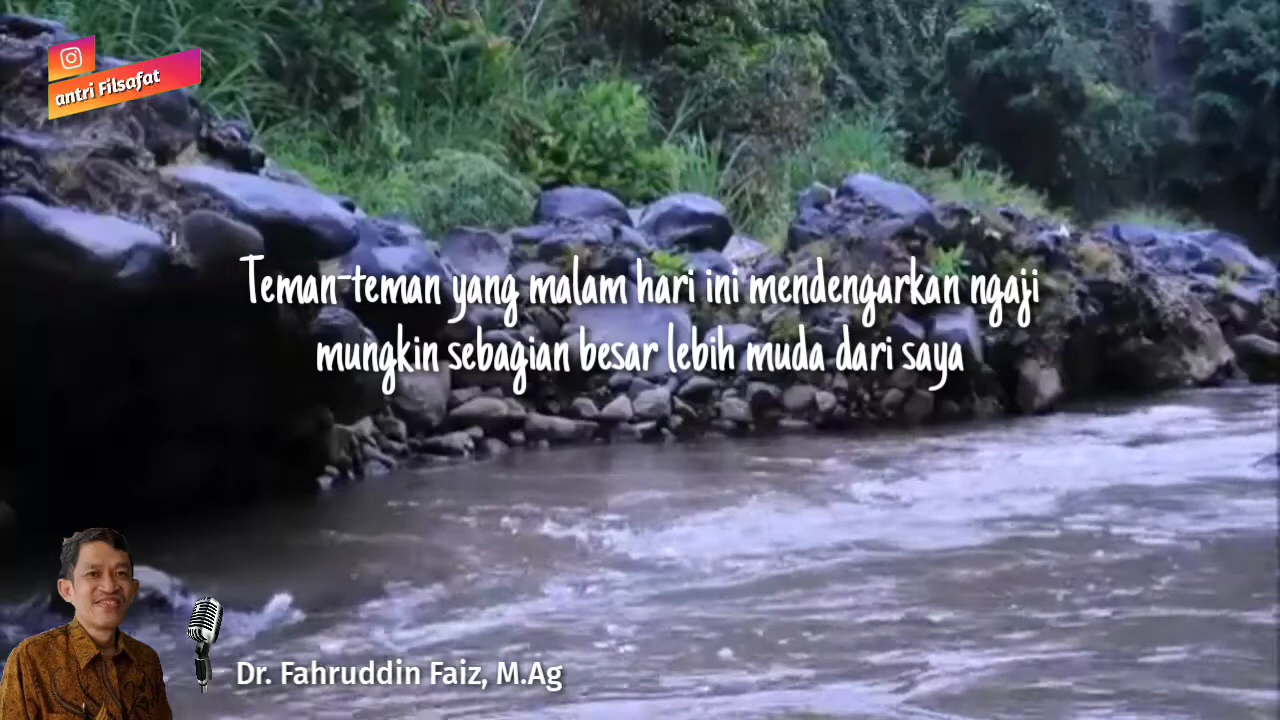 antri Filsafat
Teman-teman yang malam hari ini mendengarkan ngaji
mungkin sebagian besar lebih muda dari saya
Dr. Fahruddin Faiz, M.Ag